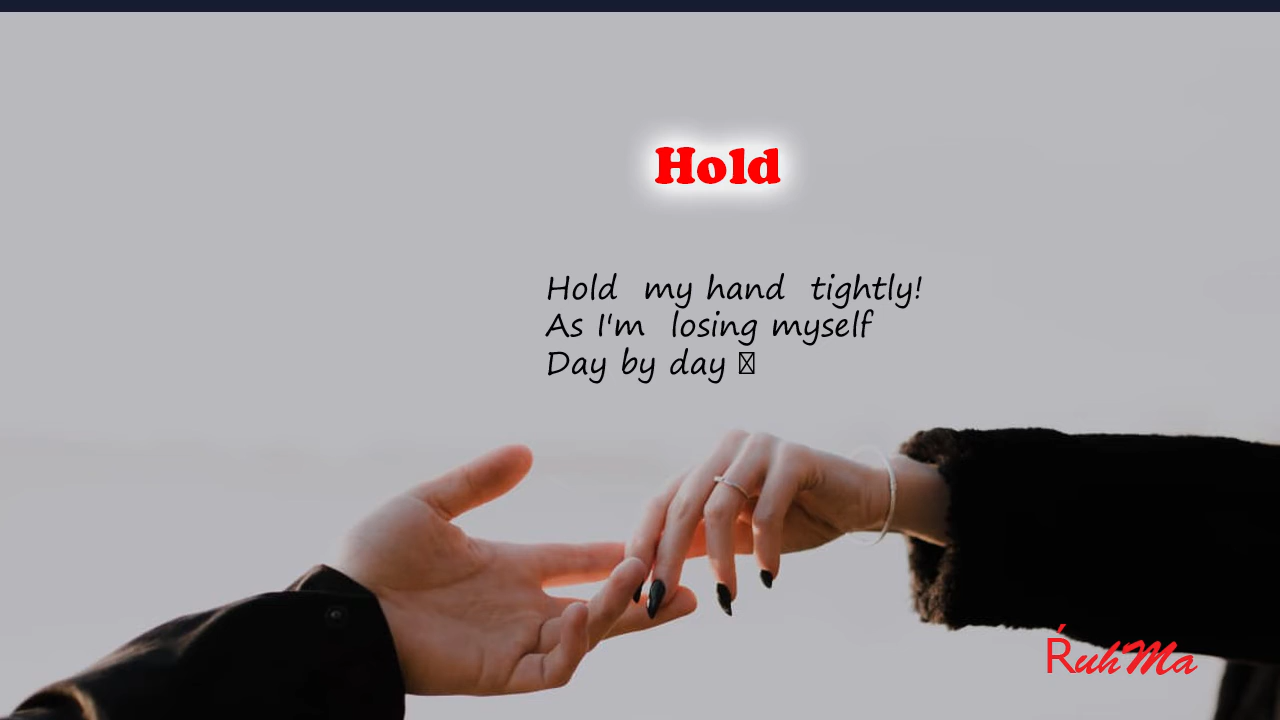 Hold
Hold my hand tightly!
As I'm losing myself
Day by day
ŔuhMa